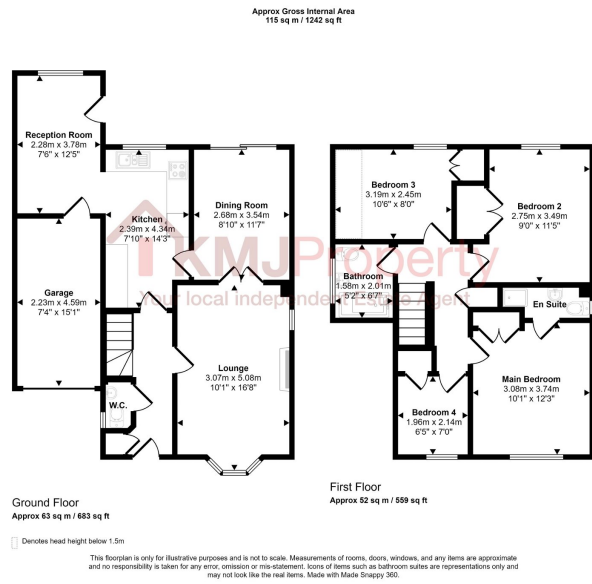 Approx Gross Internal Area
115 sq m / 1242 sq ft
Reception Room
2.28m x 3.78m
7'6" x 12'5"
Kitchen
2.39m x 4.34m
7'10" x 14'3"
Dining Room
2.68m x 3.54m
8'10" x 11'7"
Garage
2.23m x 4.59m
7'4" x 15'1"
Lounge
3.07m x 5.08m
10'1" x 16'8"
W.C.
Bedroom 3
3.19m x 2.45m
10'6" x 8'0"
Bedroom 2
2.75m x 3.49m
9'0" x 11'5"
Bathroom
1.58m x 2.01m
5'2" x 6'7"
En Suite
Main Bedroom
3.08m x 3.74m
10'1" x 12'3"
Bedroom 4
1.96m x 2.14m
6'5" x 7'0"
KMJ Property
Your local independent Estate Agent
Ground Floor
Approx 63 sq m / 683 sq ft
First Floor
Approx 52 sq m / 559 sq ft
Denotes head height below 1.5m
This floorplan is only for illustrative purposes and is not to scale. Measurements of rooms, doors, windows, and any items are approximate
and no responsibility is taken for any error, omission or mis-statement. Icons of items such as bathroom suites are representations only and
may not look like the real items. Made with Made Snappy 360.